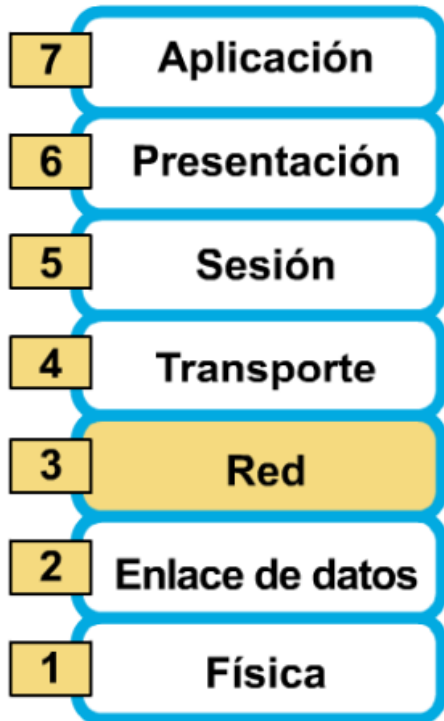 7 Aplicación
6 Presentación
5 Sesión
4 Transporte
3 Red
2 Enlace de datos
1 Física